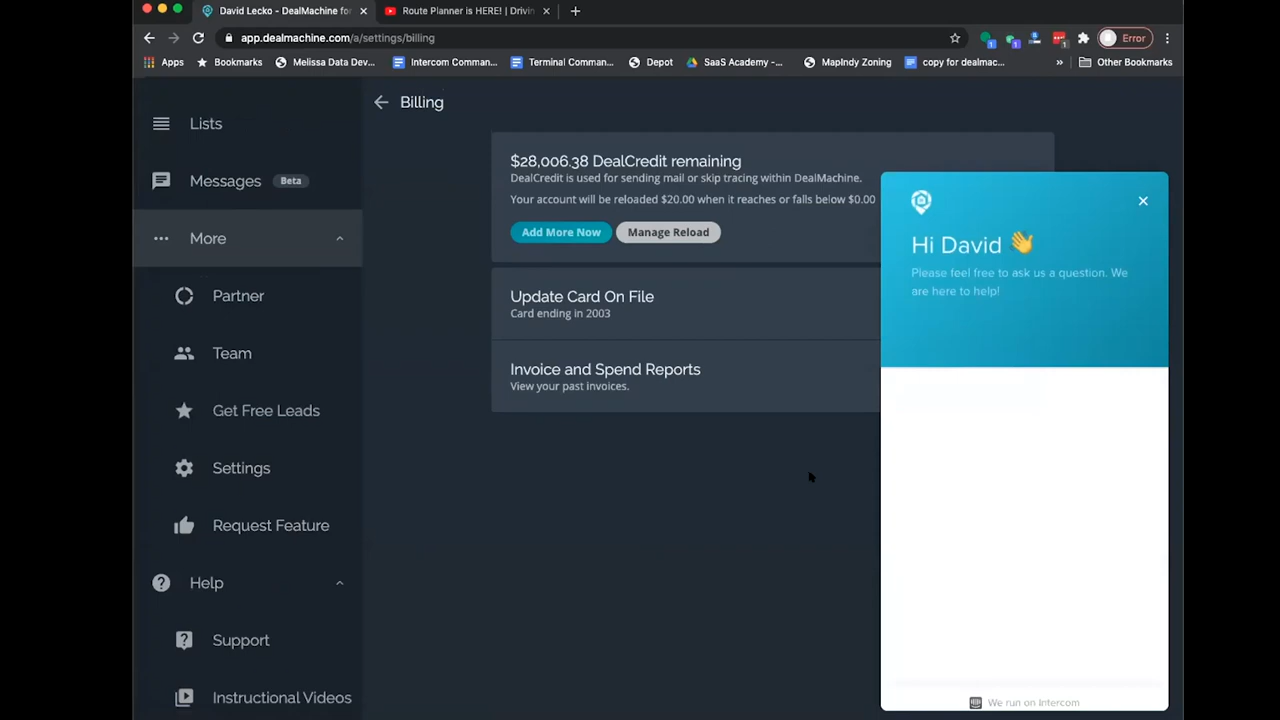 David Lecko - DealMachine for
Route Planner is HERE! | Drivin
app.dealmachine.com/a/settings/billing
Error
Apps
Bookmarks
Melissa Data Dev...
Intercom Comman...
Terminal Comman...
Depot
SaaS Academy -...
MapIndy Zoning
copy for dealmac...
»
Other Bookmarks
Lists
Messages
Beta
More
Partner
Team
Get Free Leads
Settings
Request Feature
Help
Support
Instructional Videos
Billing
$28,006.38 DealCredit remaining
DealCredit is used for sending mail or skip tracing within DealMachine.
Your account will be reloaded $20.00 when it reaches or falls below $0.00
Add More Now
Manage Reload
Update Card On File
Card ending in 2003
Invoice and Spend Reports
View your past invoices.
Hi David 👋
Please feel free to ask us a question. We
are here to help!
We run on Intercom